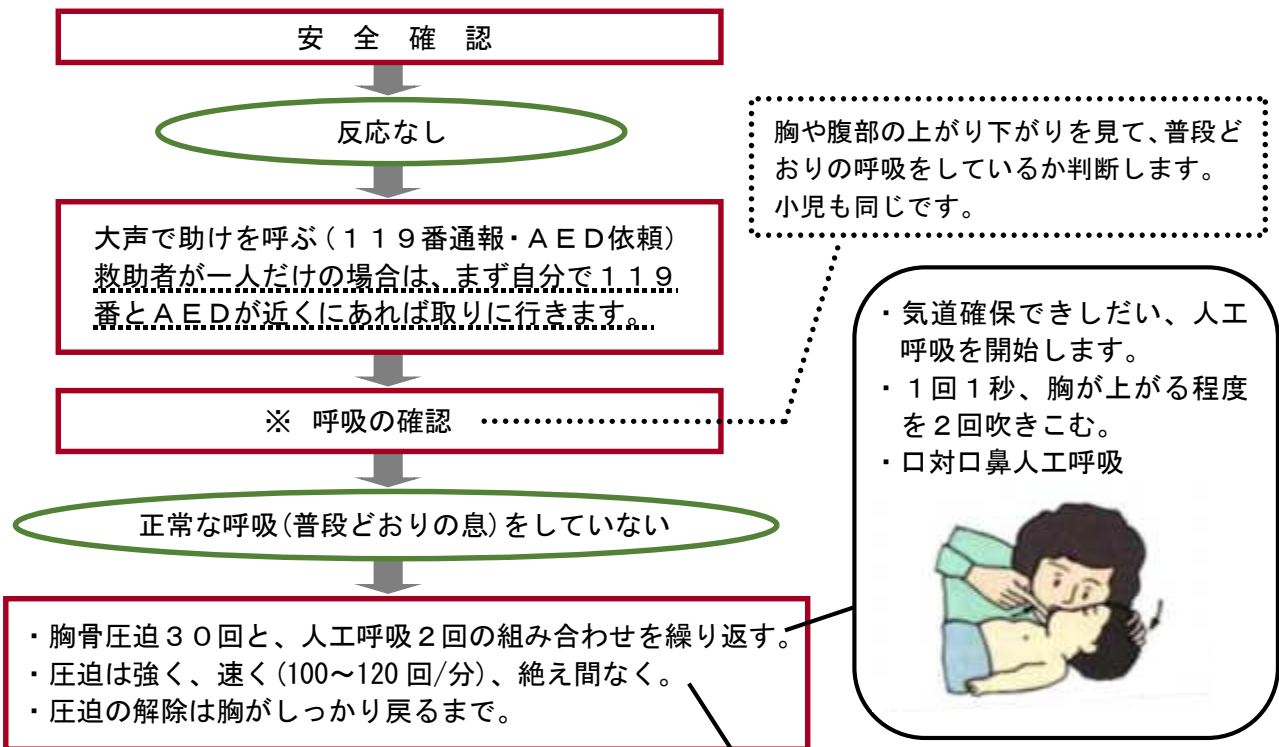 安 全 確 認
反応なし
大声で助けを呼ぶ(119番通報・AED依頼)
救助者が一人だけの場合は、まず自分で119
番とAEDが近くにあれば取りに行きます。
※ 呼吸の確認
胸や腹部の上がり下がりを見て、普段ど
おりの呼吸をしているか判断します。
小児も同じです。
正常な呼吸(普段どおりの息)をしていない
・胸骨圧迫30回と、人工呼吸2回の組み合わせを繰り返す。
・圧迫は強く、速く(100~120回/分)、絶え間なく。
・圧迫の解除は胸がしっかり戻るまで。
・気道確保できしだい、人工
呼吸を開始します。
・1回1秒、胸が上がる程度
を2回吹きこむ。
・口対口鼻人工呼吸